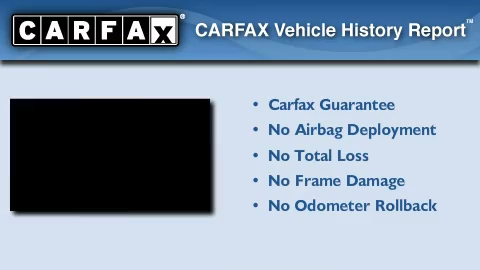 CARFAX® CARFAX Vehicle History Report™
• Carfax Guarantee
• No Airbag Deployment
• No Total Loss
• No Frame Damage
• No Odometer Rollback